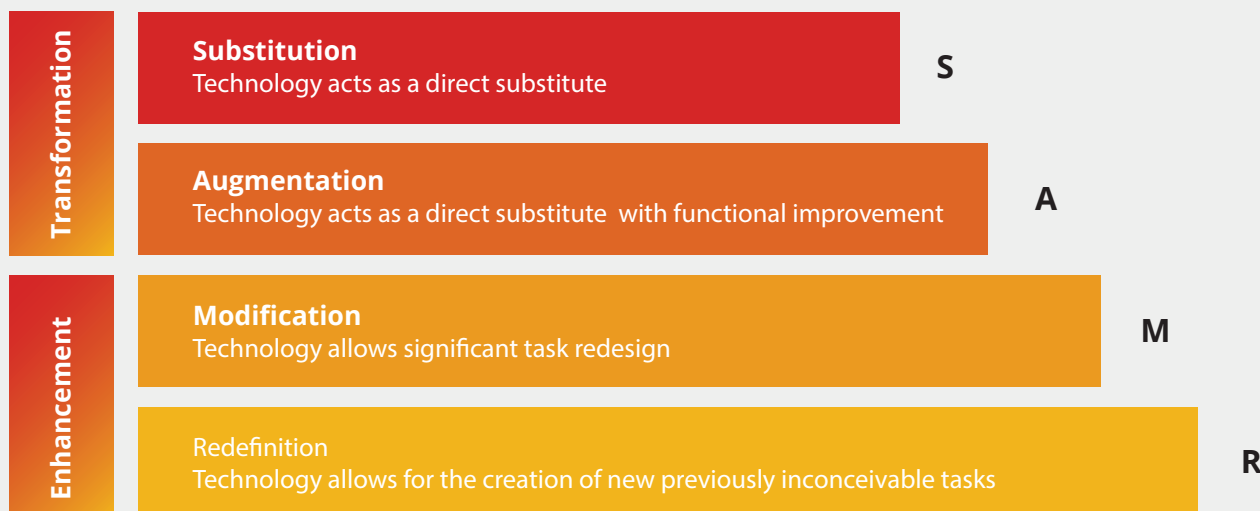 Transformation
Substitution
Technology acts as a direct substitute
S
Augmentation
Technology acts as a direct substitute  with functional improvement
A
Enhancement
Modification
Technology allows significant task redesign
M
Redefinition
Technology allows for the creation of new previously inconceivable tasks
R